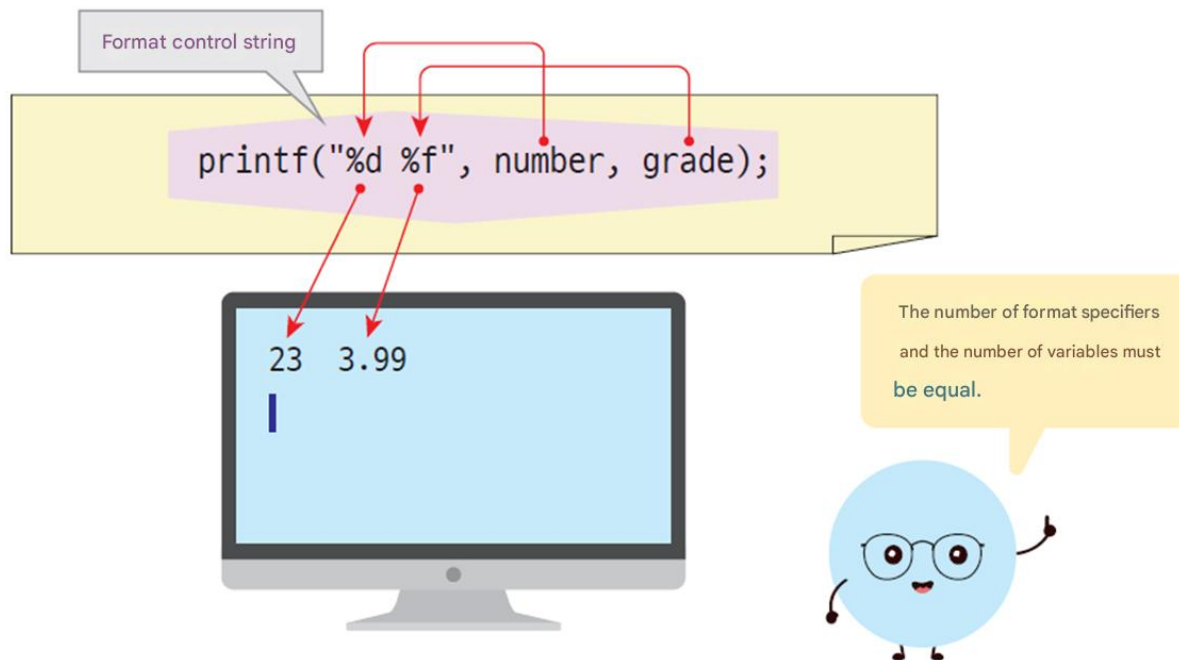 Format control string
printf("%d %f", number, grade);
23 3.99
The number of format specifiers
and the number of variables must
be equal.